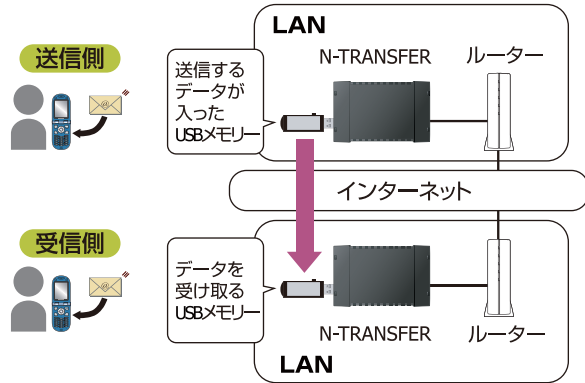 LAN
送信側
N-TRANSFER
ルーター
送信する
データが
入った
USBメモリー
インターネット
受信側
データを
受け取る
USBメモリー
N-TRANSFER
ルーター
LAN